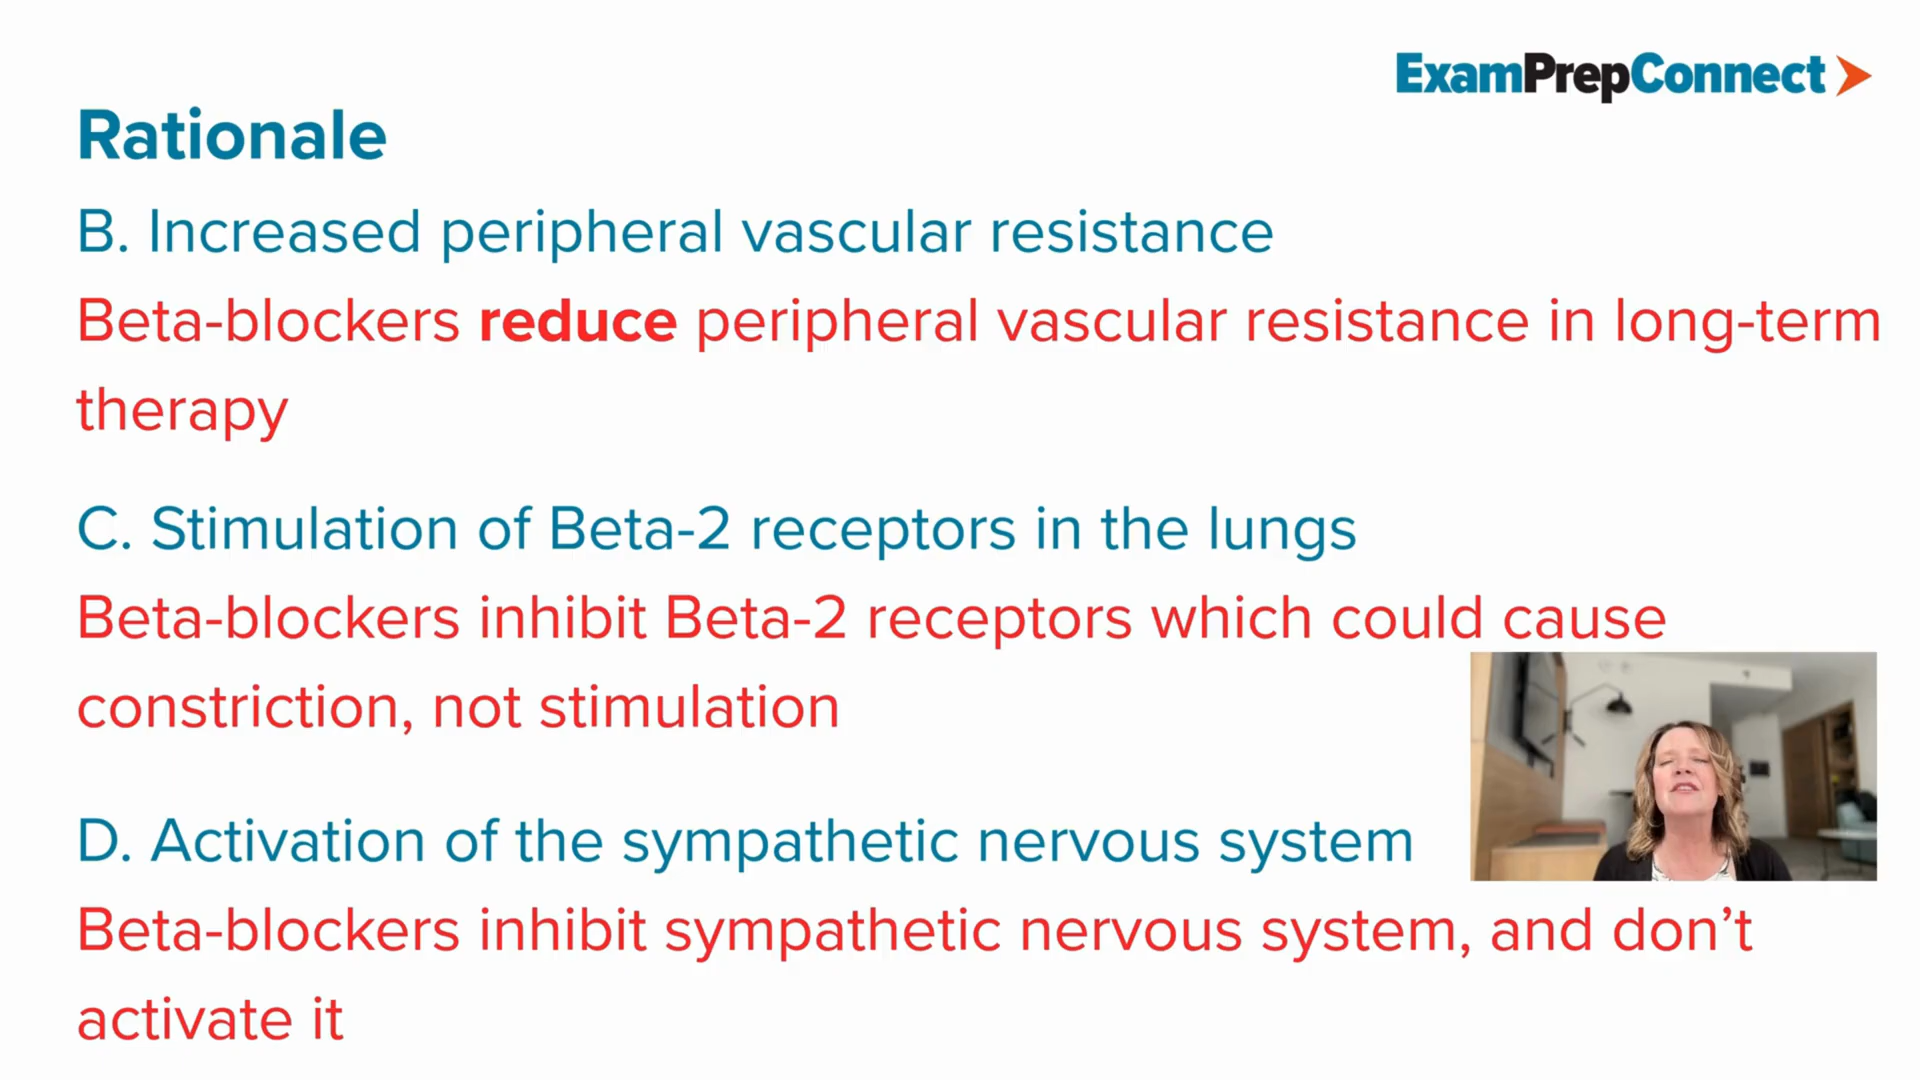 ExamPrepConnect
Rationale
B. Increased peripheral vascular resistance
Beta-blockers reduce peripheral vascular resistance in long-term
therapy
C. Stimulation of Beta-2 receptors in the lungs
Beta-blockers inhibit Beta-2 receptors which could cause
constriction, not stimulation
D. Activation of the sympathetic nervous system
Beta-blockers inhibit sympathetic nervous system, and don’t
activate it